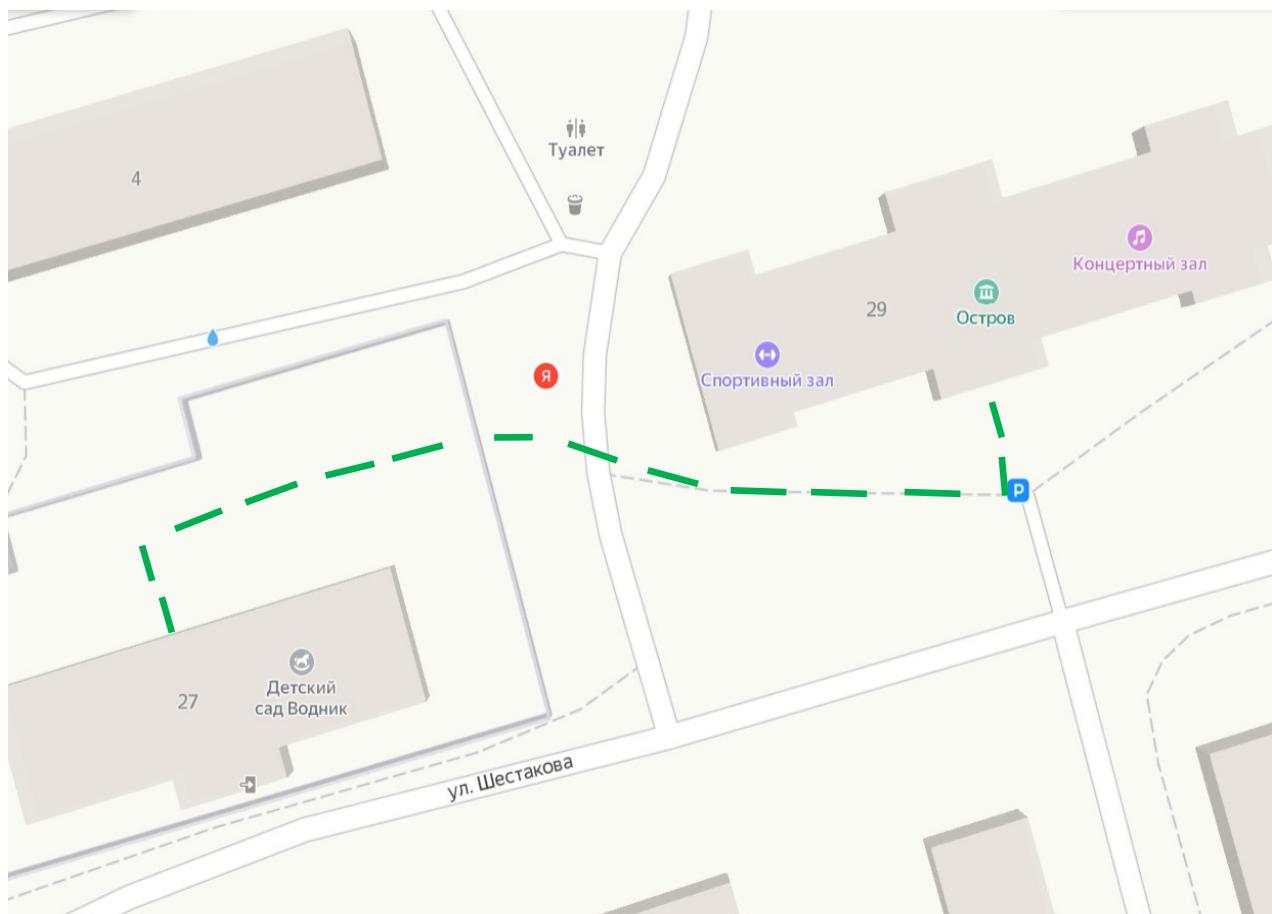 Туалет
4
Концертный зал
29
Остров
Я
Спортивный зал
P
27
Детский
сад Водник
ул. Шестакова